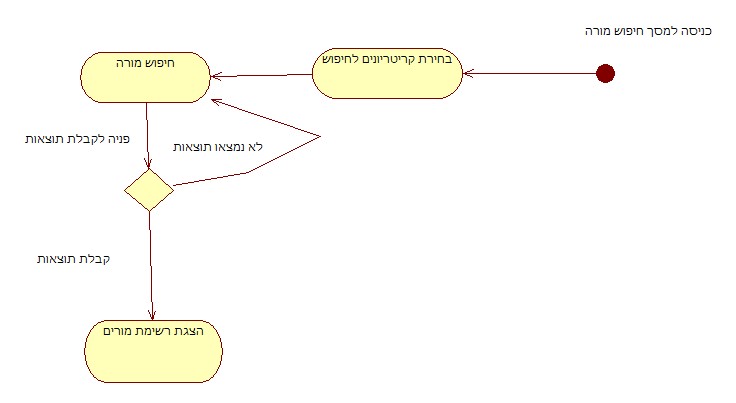 כניסה למסך חיפוש מורה
בחירת קריטריונים לחיפוש
חיפוש מורה
פניה לקבלת תוצאות
לא נמצאו תוצאות
קבלת תוצאות
הצגת רשימת מורים